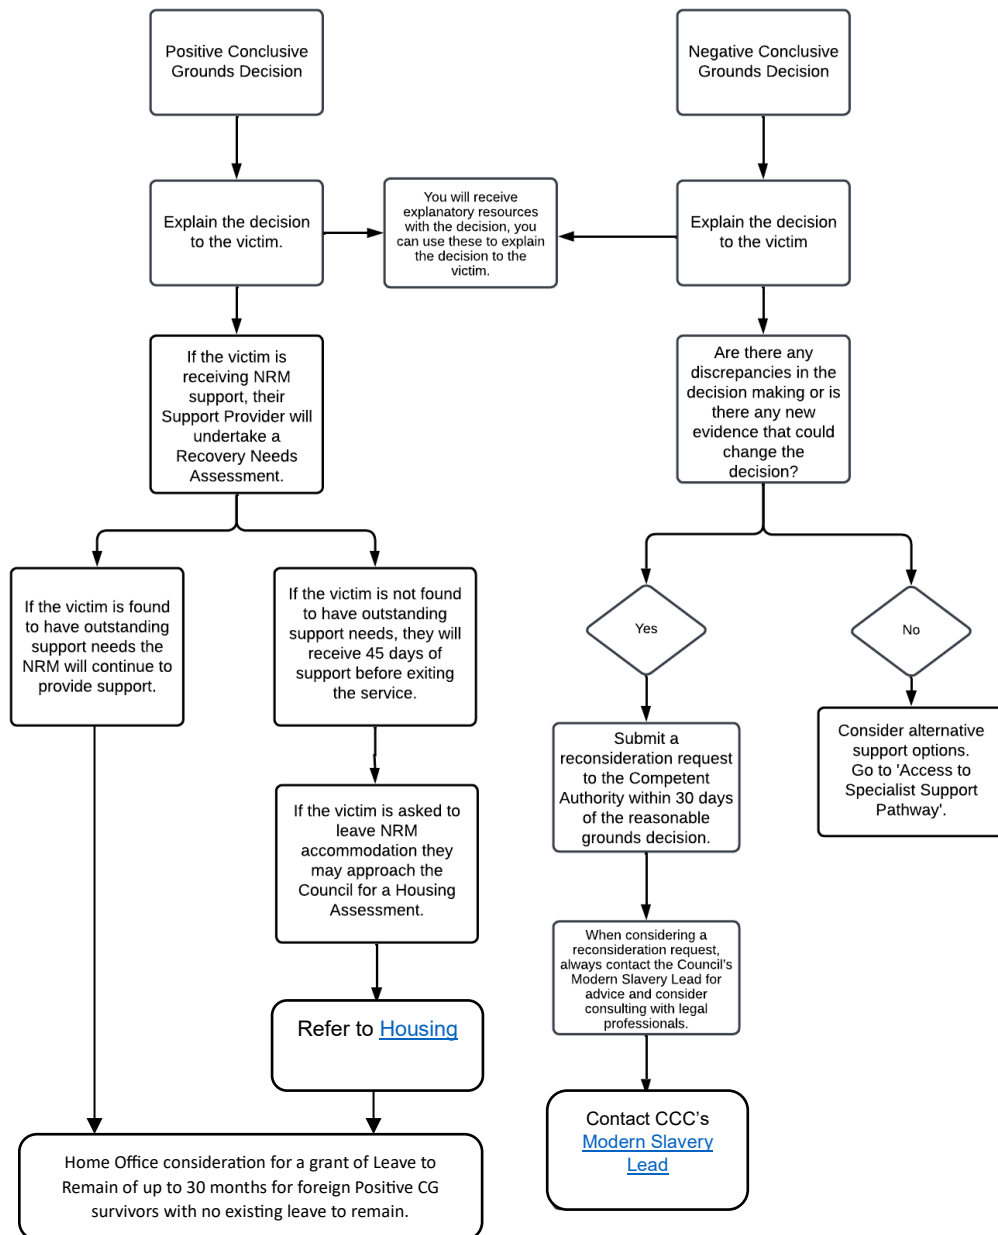 Positive Conclusive
Grounds Decision
Negative Conclusive
Grounds Decision
Explain the decision
to the victim.
You will receive
explanatory resources
with the decision, you
can use these to explain
the decision to the
victim.
Explain the decision
to the victim
If the victim is
receiving NRM
support, their
Support Provider will
undertake a
Recovery Needs
Assessment.
Are there any
discrepancies in the
decision making or is
there any new
evidence that could
change the
decision?
If the victim is found
to have outstanding
support needs the
NRM will continue to
provide support.
If the victim is not found
to have outstanding
support needs, they will
receive 45 days of
support before exiting
the service.
Yes
No
If the victim is asked to
leave NRM
accommodation they
may approach the
Council for a Housing
Assessment.
Submit a
reconsideration request
to the Competent
Authority within 30 days
of the reasonable
grounds decision.
Consider alternative
support options.
Go to 'Access to
Specialist Support
Pathway'.
Refer to Housing
When considering a
reconsideration request,
always contact the Council's
Modern Slavery Lead for
advice and consider
consulting with legal
professionals.
Home Office consideration for a grant of Leave to
Remain of up to 30 months for foreign Positive CG
survivors with no existing leave to remain.
Contact CCC's
Modern Slavery
Lead